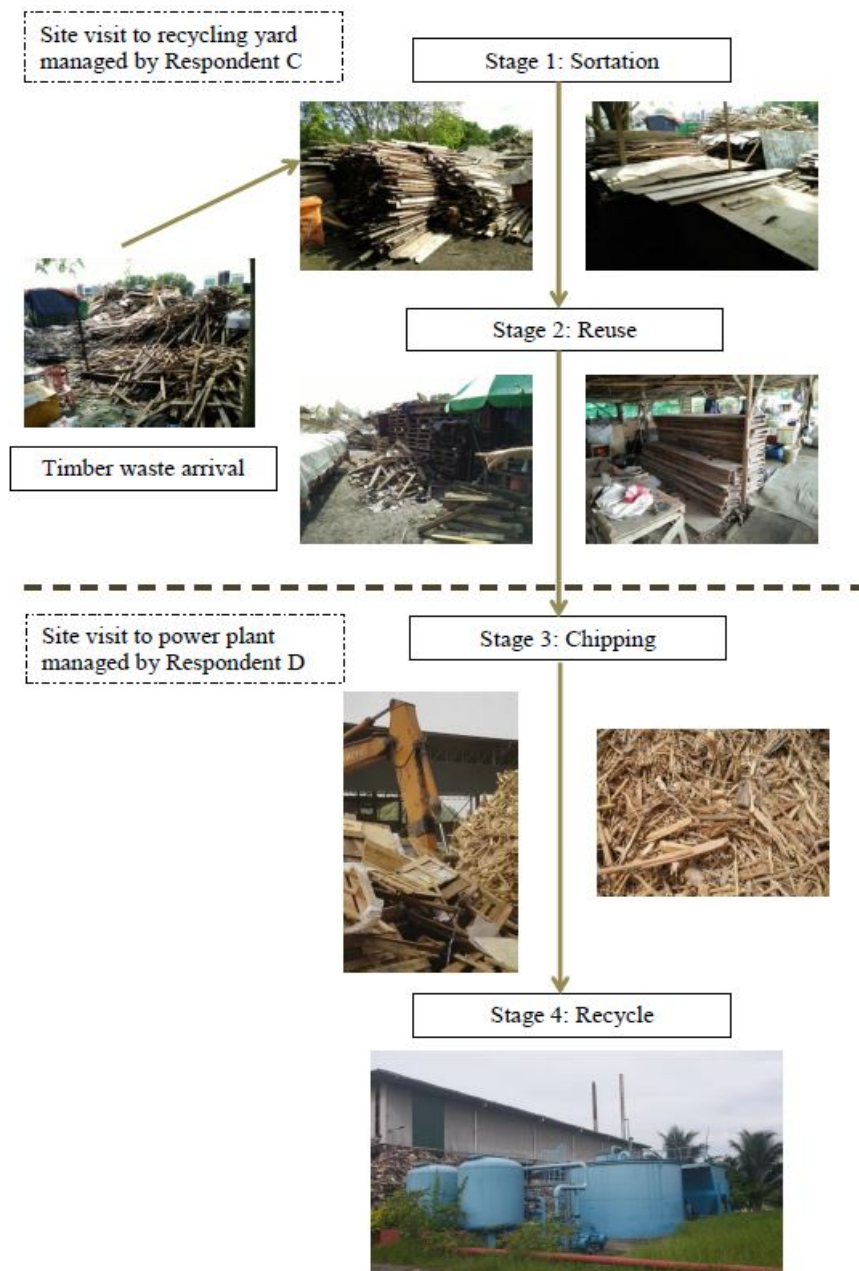 Site visit to recycling yard
managed by Respondent C
Stage 1: Sortation
Stage 2: Reuse
Timber waste arrival
Site visit to power plant
managed by Respondent D
Stage 3: Chipping
Stage 4: Recycle